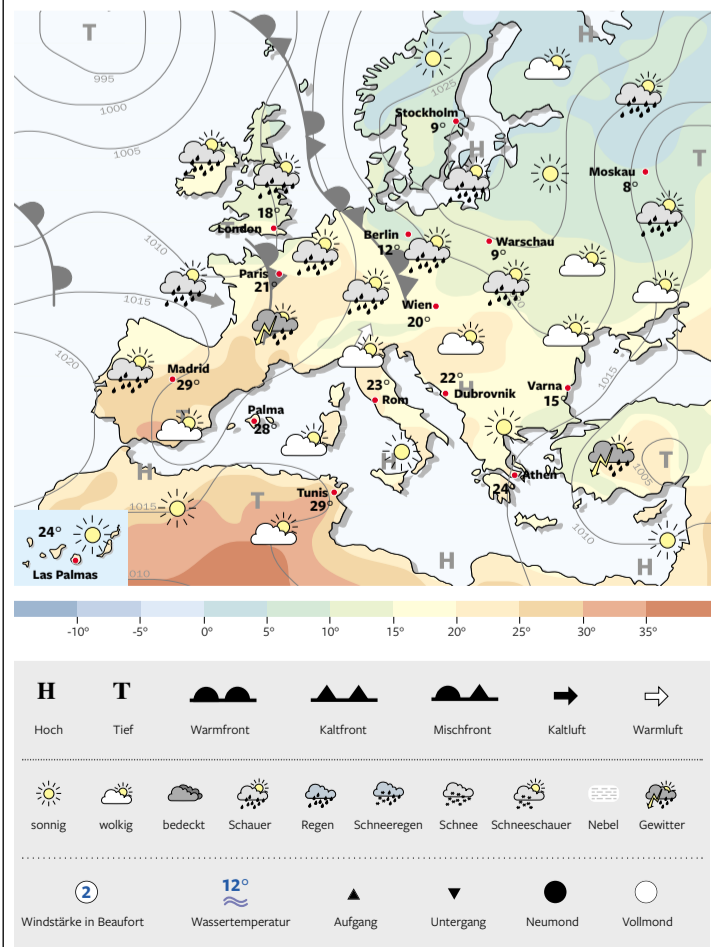 T
H
995
1000
1005
1025
Stockholm
9°
H
T
Moskau
8°
18°
London
T
Berlin
12°
Warschau
9°
1010
Paris
21°
1015
Wien
20°
1020
Madrid
29°
23°
Rom
22°
H
Dubrovnik
Varna
15°
1015
Palma
28°
T
H
H
T
1005
Athen
24°
Tunis
29°
T
1015
1010
24°
Las Palmas
010
H
H
-10°
-5°
0°
5°
10°
15°
20°
25°
30°
35°
H
T
Hoch
Tief
Warmfront
Kaltfront
Mischfront
Kaltluft
Warmluft
sonnig
wolkig
bedeckt
Schauer
Regen
Schneeregen
Schnee
Schneeschauer
Nebel
Gewitter
2
12°
Windstärke in Beaufort
Wassertemperatur
Aufgang
Untergang
Neumond
Vollmond